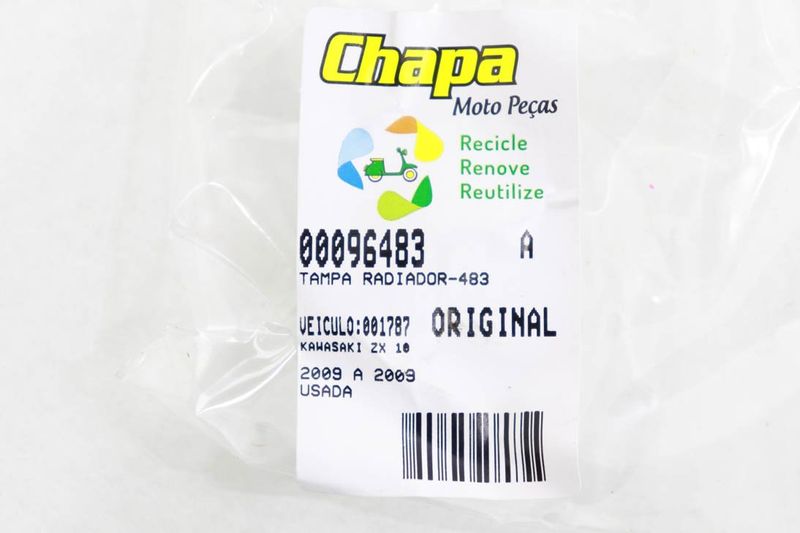 Chapa
Moto Peças
Recicle
Renove
Reutilize
00096483 A
TAMPA RADIADOR-483
VEICULO:001787 ORIGINAL
KAWASAKI ZX 10
2009 A 2009
USADA